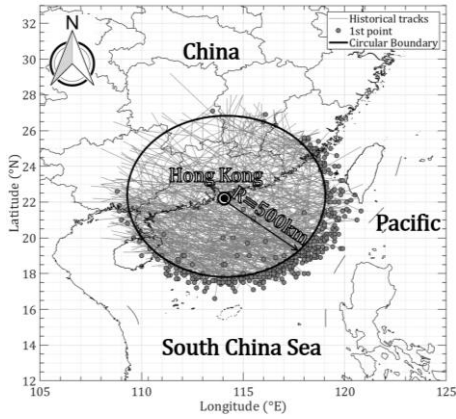 32
30
28
26
24
22
20
18
16
14
12
Latitude (°N)
N
China
Historical tracks
1st point
Circular Boundary
Hong Kong
R=500km
Pacific
South China Sea
105
110
115
120
125
Longitude (°E)